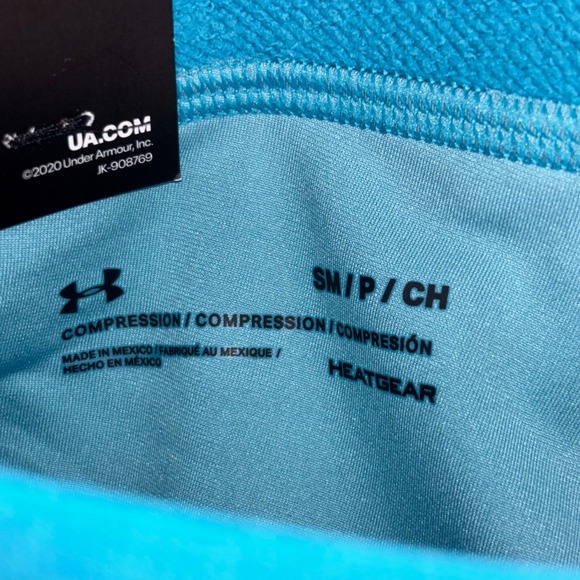 UA.COM
©2020 Under Armour, Inc.
JK-908769
SM / P / CH
COMPRESSION / COMPRESSION / COMPRESIÓN
MADE IN MEXICO / FABRIQUÉ AU MEXIQUE /
HECHO EN MÉXICO
HEATGEAR